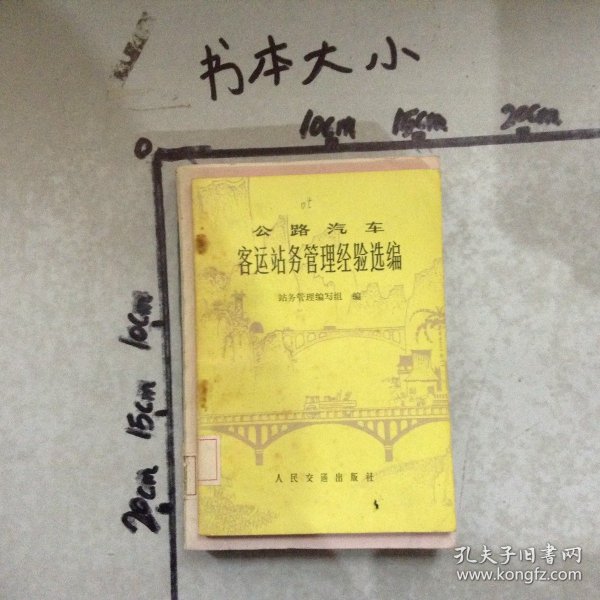 书本大小
0 10cm 15cm 20cm
10cm
15cm
20cm
公路汽车
客运站务管理经验选编
站务管理编写组 编
人民交通出版社
孔夫子旧書网
www.kongfz.com